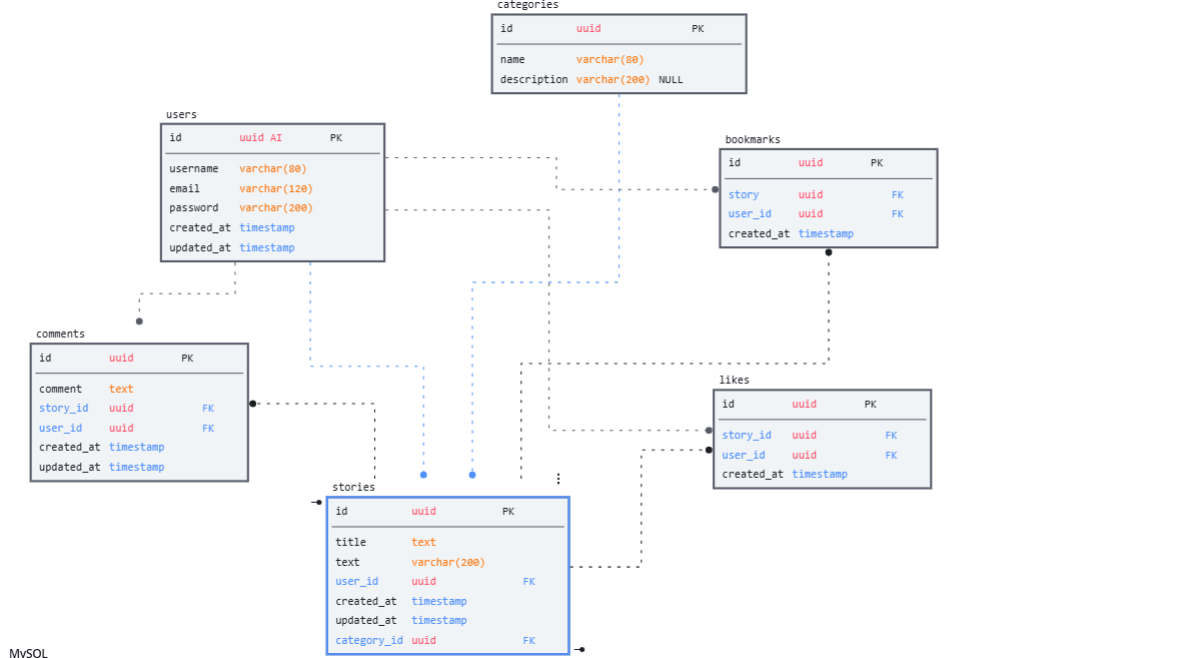 categories
id uuid PK
name varchar(80)
description varchar(200) NULL
users
id uuid AI PK
username varchar(80)
email varchar(120)
password varchar(200)
created_at timestamp
updated_at timestamp
bookmarks
id uuid PK
story uuid FK
user_id uuid FK
created_at timestamp
comments
id uuid PK
comment text
story_id uuid FK
user_id uuid FK
created_at timestamp
updated_at timestamp
likes
id uuid PK
story_id uuid FK
user_id uuid FK
created_at timestamp
stories
id uuid PK
title text
text varchar(200)
user_id uuid FK
created_at timestamp
updated_at timestamp
category_id uuid FK
MySQL